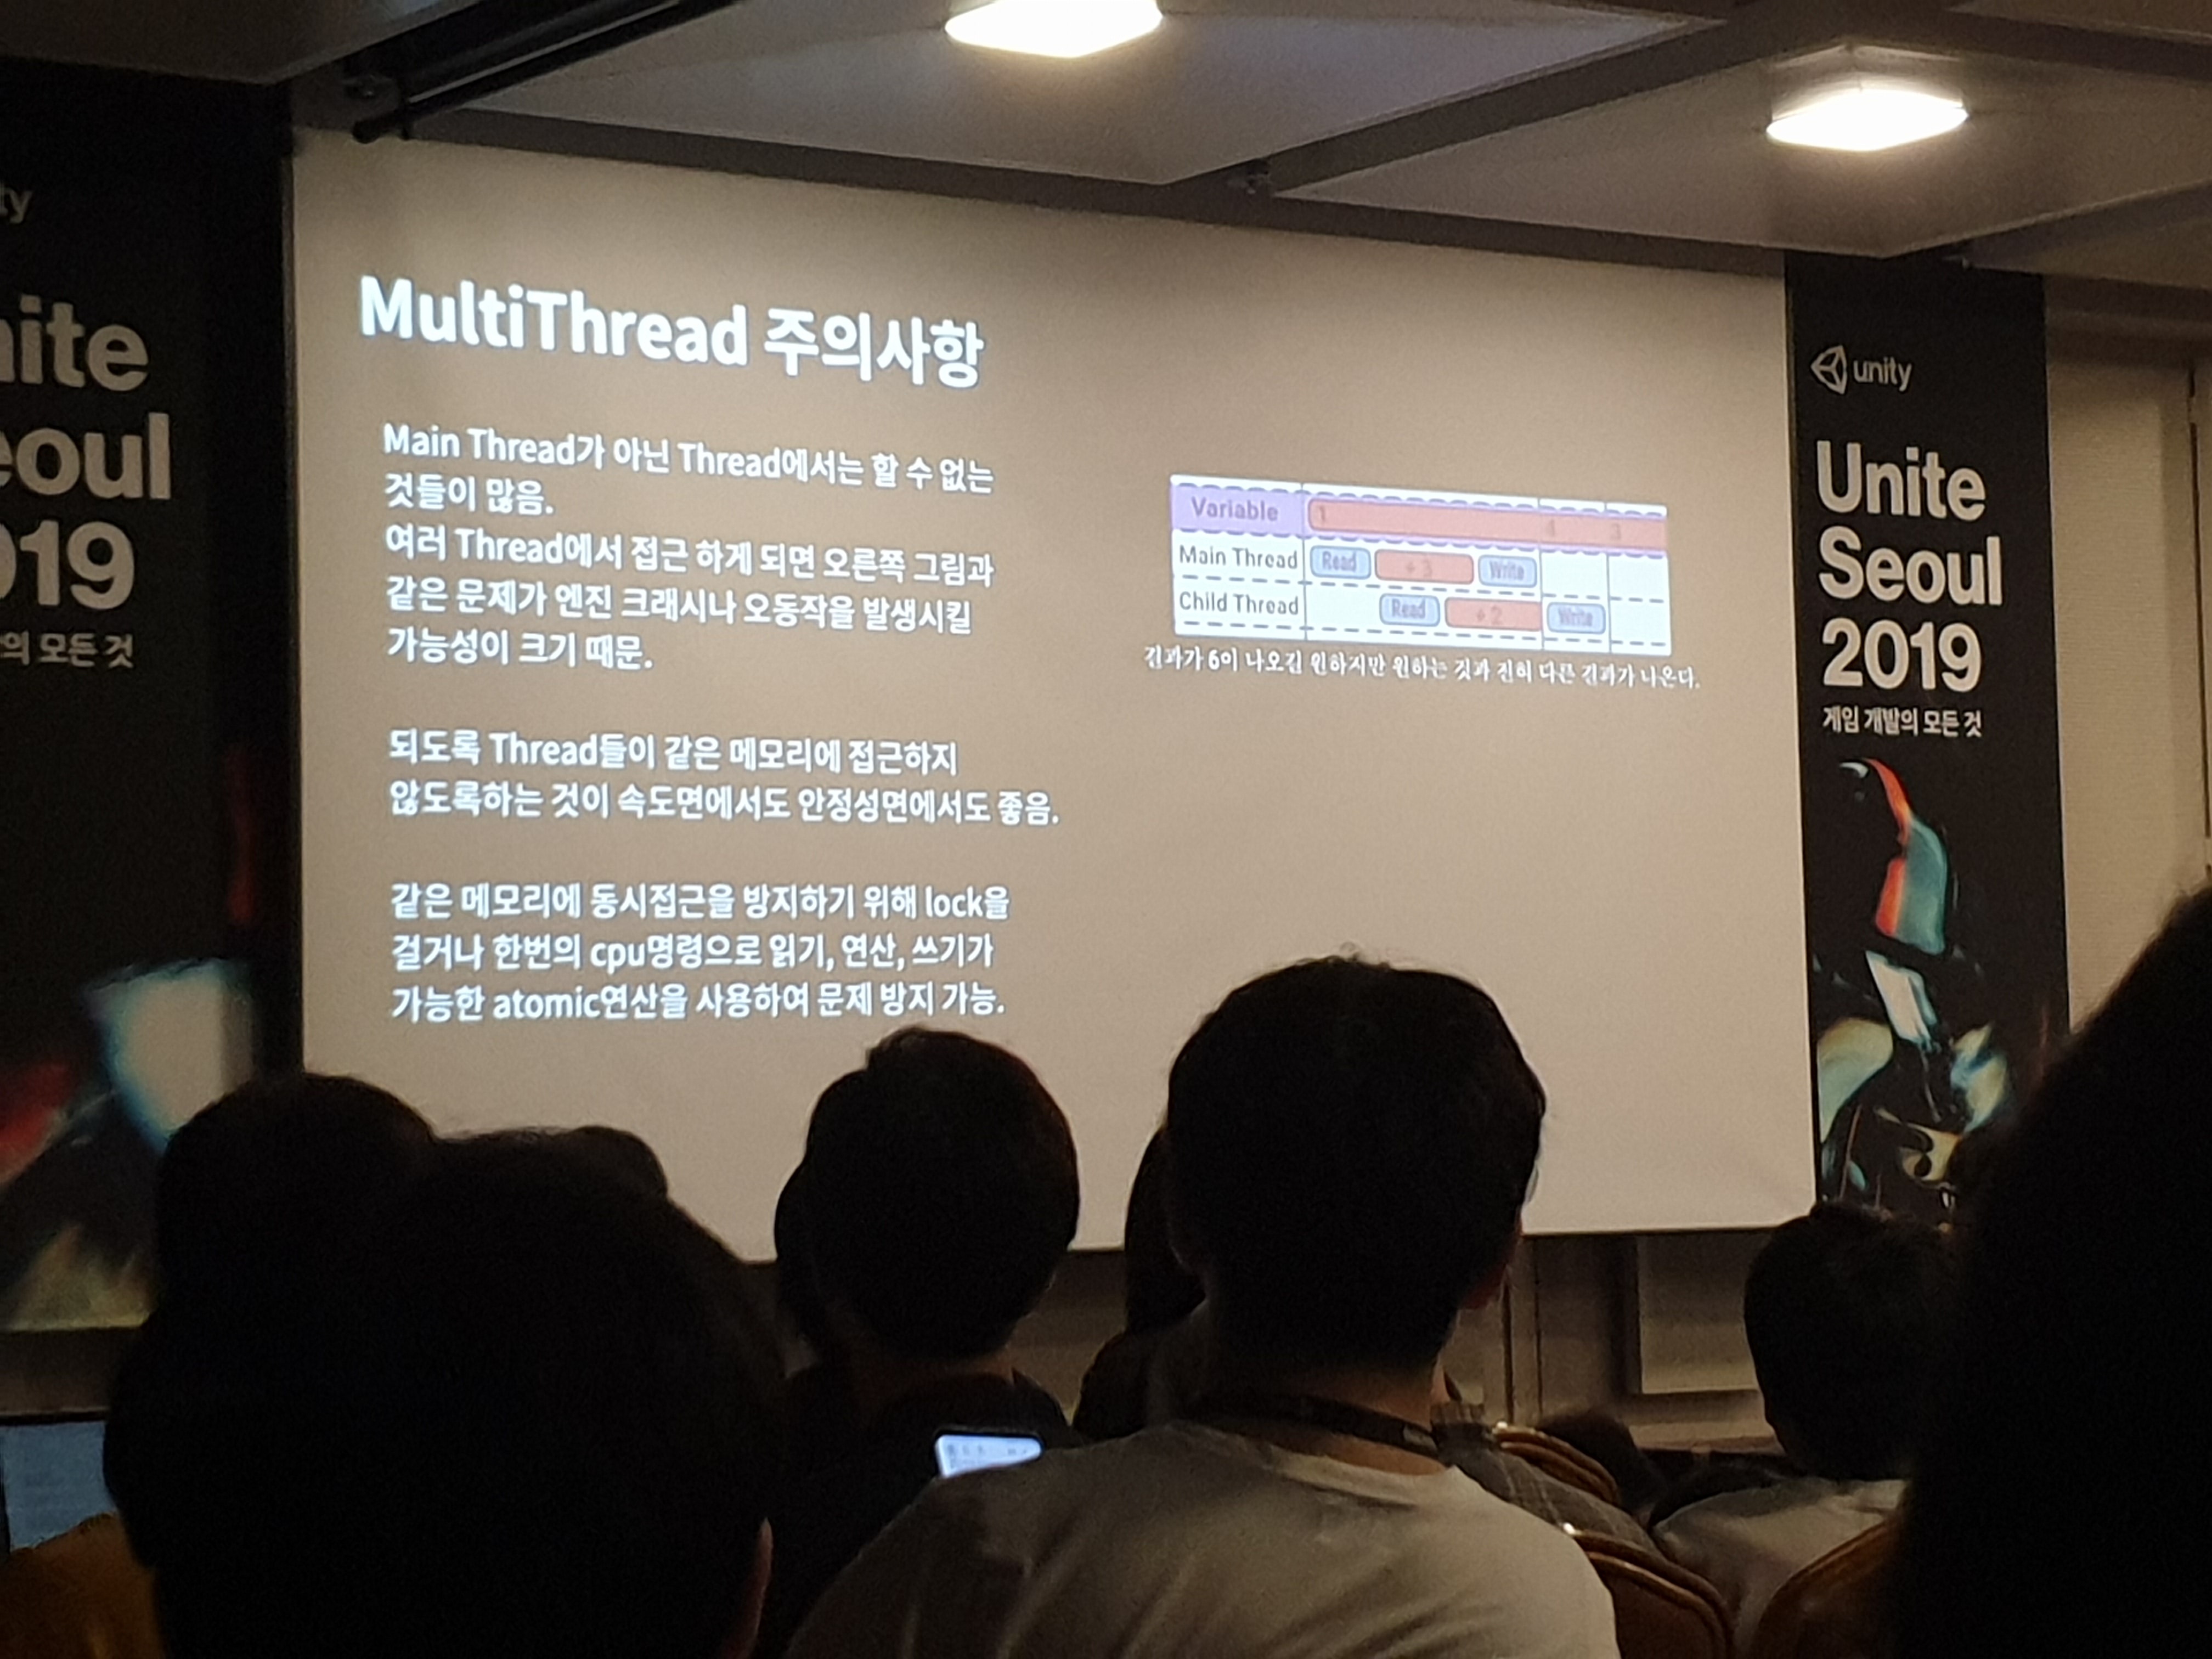 MultiThread 주의사항
Main Thread가 아닌 Thread에서는 할 수 없는
것들이 많음.
여러 Thread에서 접근 하게 되면 오른쪽 그림과
같은 문제가 엔진 크래시나 오동작을 발생시킬
가능성이 크기 때문.
되도록 Thread들이 같은 메모리에 접근하지
않도록하는 것이 속도면에서도 안정성면에서도 좋음.
같은 메모리에 동시접근을 방지하기 위해 lock을
걸거나 한번의 cpu명령으로 읽기, 연산, 쓰기가
가능한 atomic연산을 사용하여 문제 방지 가능.
Variable 1 4 3
Main Thread Read +3 Write
Child Thread Read +2 Write
결과가 6이 나오길 원하지만 원하는 것과 전혀 다른 결과가 나온다.
unity
Unite
Seoul
2019
게임 개발의 모든 것
ty
nite
eoul
019
의 모든 것